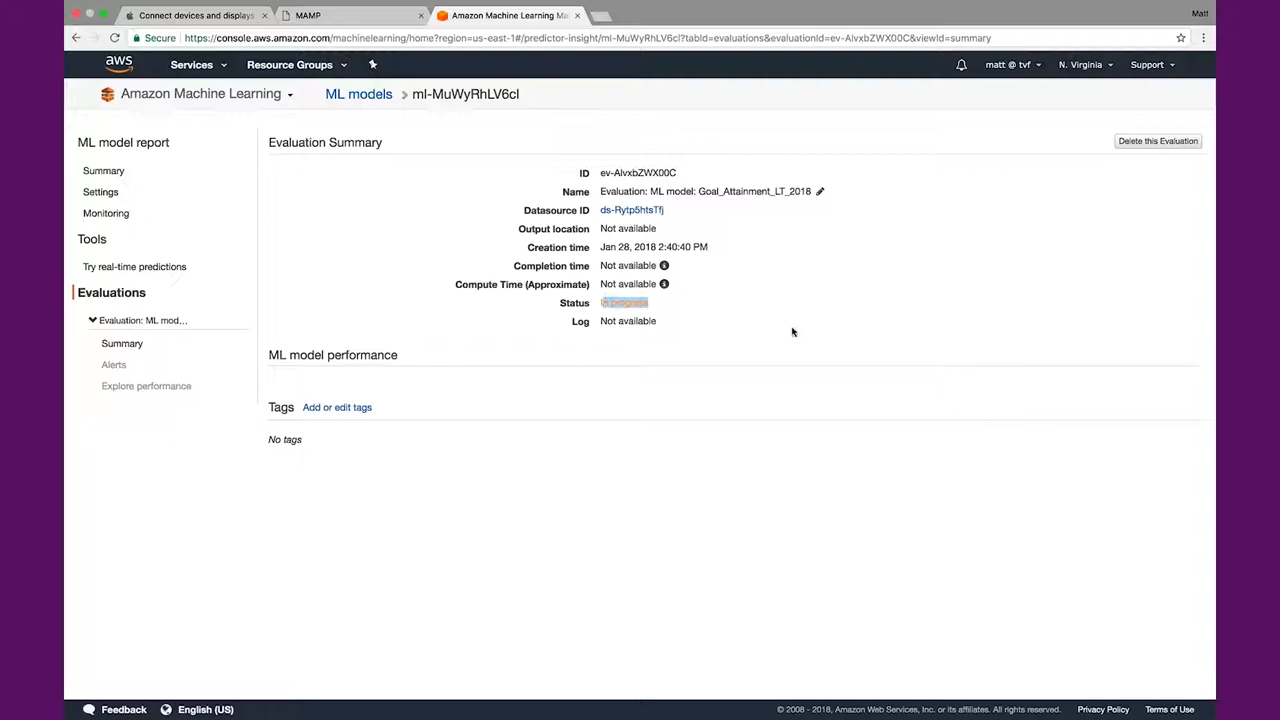 Connect devices and displays
MAMP
Amazon Machine Learning Ma
Matt
Secure
https://console.aws.amazon.com/machinelearning/home?region=us-east-1#/predictor-insight/ml-MuWyRhLV6cl?tabId=evaluations&evaluationId=ev-AlvxbZWX00C&viewId=summary
aws
Services
Resource Groups
matt @ tvf
N. Virginia
Support
Amazon Machine Learning
ML models > ml-MuWyRhLV6cl
ML model report
Summary
Settings
Monitoring
Tools
Try real-time predictions
Evaluations
Evaluation: ML mod...
Summary
Alerts
Explore performance
Evaluation Summary
Delete this Evaluation
ID ev-AlvxbZWX00C
Name Evaluation: ML model: Goal_Attainment_LT_2018
Datasource ID ds-Rytp5htsTfj
Output location Not available
Creation time Jan 28, 2018 2:40:40 PM
Completion time Not available
Compute Time (Approximate) Not available
Status In progress
Log Not available
ML model performance
Tags Add or edit tags
No tags
Feedback
English (US)
© 2008 - 2018, Amazon Web Services, Inc. or its affiliates. All rights reserved.
Privacy Policy
Terms of Use